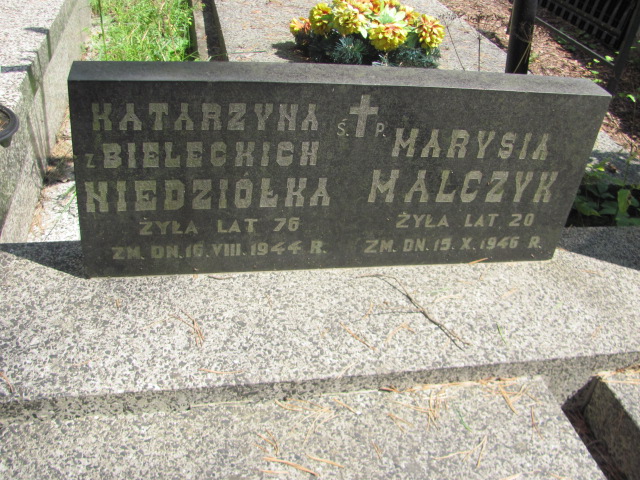 KATARZYNA
Z BIELECKICH
NIEDZIÓŁKA
ŻYŁA LAT 76
ZM. DN. 16. VIII. 1944 R.
Ś. P.
MARYSIA
MALCZYK
ŻYŁA LAT 20
ZM. DN. 15. X. 1946 R.